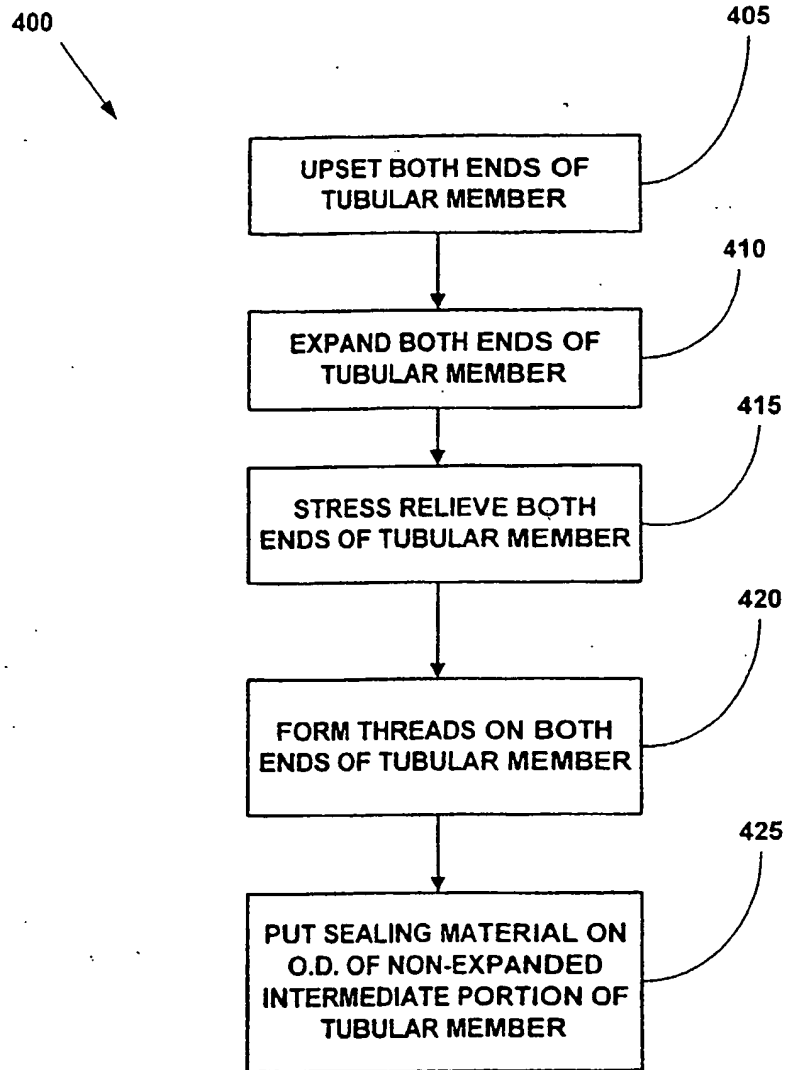 400
405
UPSET BOTH ENDS OF
TUBULAR MEMBER
410
EXPAND BOTH ENDS OF
TUBULAR MEMBER
415
STRESS RELIEVE BOTH
ENDS OF TUBULAR MEMBER
420
FORM THREADS ON BOTH
ENDS OF TUBULAR MEMBER
425
PUT SEALING MATERIAL ON
O.D. OF NON-EXPANDED
INTERMEDIATE PORTION OF
TUBULAR MEMBER